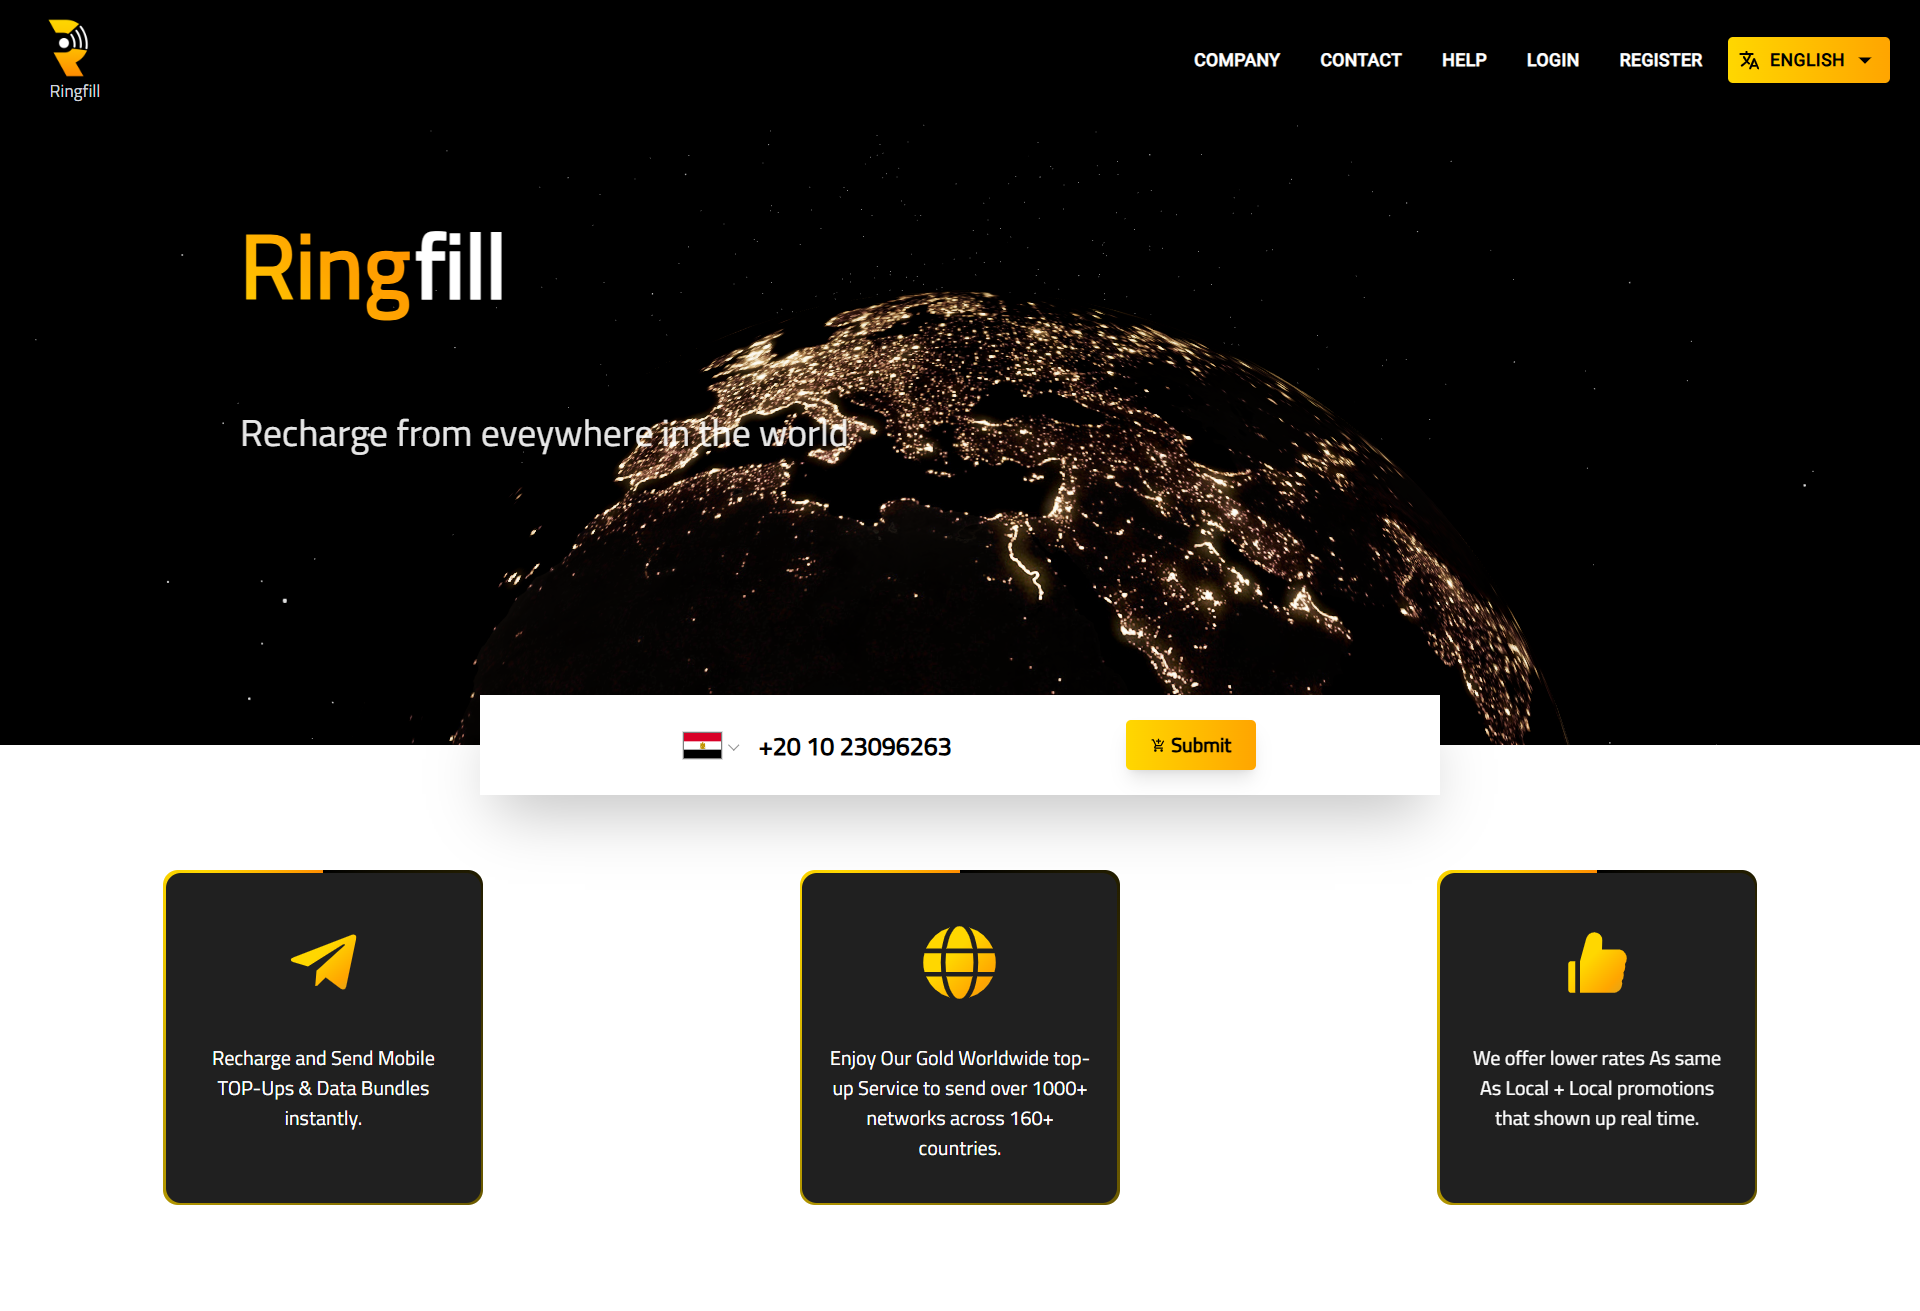 Ringfill
COMPANY
CONTACT
HELP
LOGIN
REGISTER
ENGLISH
Ringfill
Recharge from eveywhere in the world
+20 10 23096263
Submit
Recharge and Send Mobile
TOP-Ups & Data Bundles
instantly.
Enjoy Our Gold Worldwide top-
up Service to send over 1000+
networks across 160+
countries.
We offer lower rates As same
As Local + Local promotions
that shown up real time.